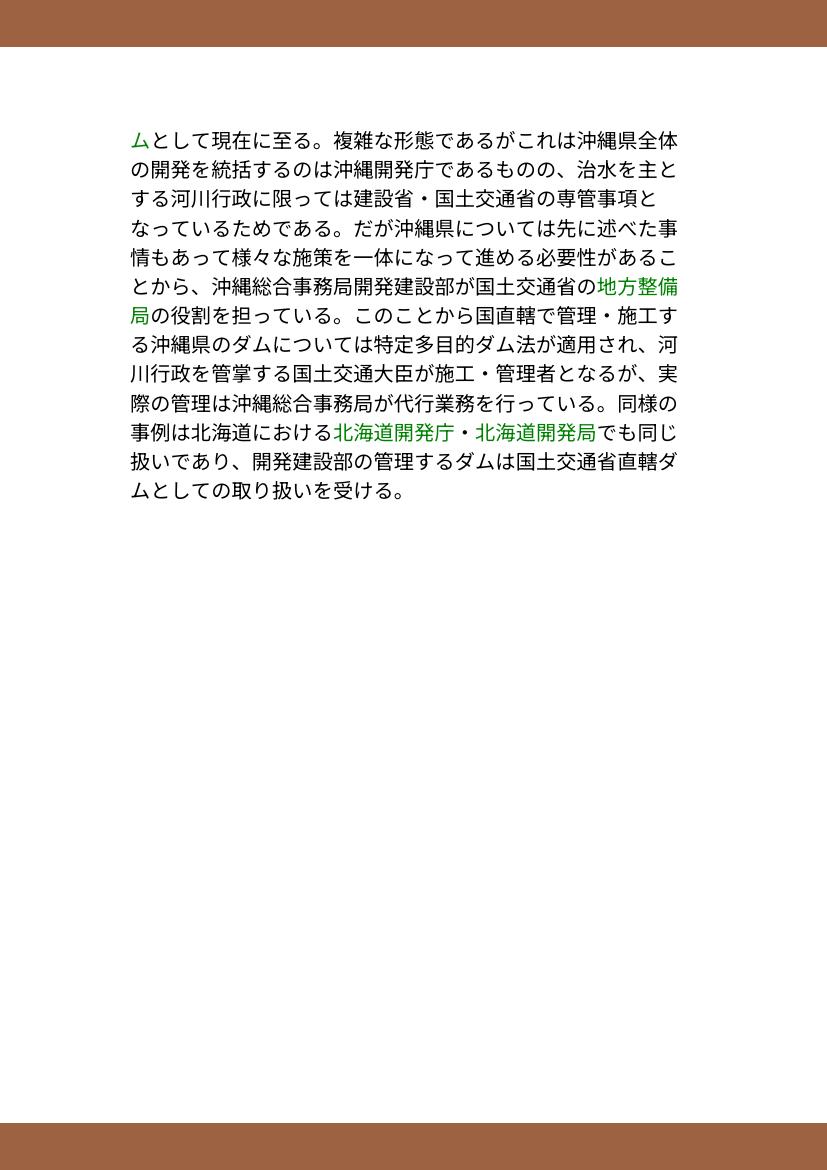 ムとして現在に至る。複雑な形態であるがこれは沖縄県全体
の開発を統括するのは沖縄開発庁であるものの、治水を主と
する河川行政に限っては建設省・国土交通省の専管事項と
なっているためである。だが沖縄県については先に述べた事
情もあって様々な施策を一体になって進める必要性があるこ
とから、沖縄総合事務局開発建設部が国土交通省の地方整備
局の役割を担っている。このことから国直轄で管理・施工す
る沖縄県のダムについては特定多目的ダム法が適用され、河
川行政を管掌する国土交通大臣が施工・管理者となるが、実
際の管理は沖縄総合事務局が代行業務を行っている。同様の
事例は北海道における北海道開発庁・北海道開発局でも同じ
扱いであり、開発建設部の管理するダムは国土交通省直轄ダ
ムとしての取り扱いを受ける。